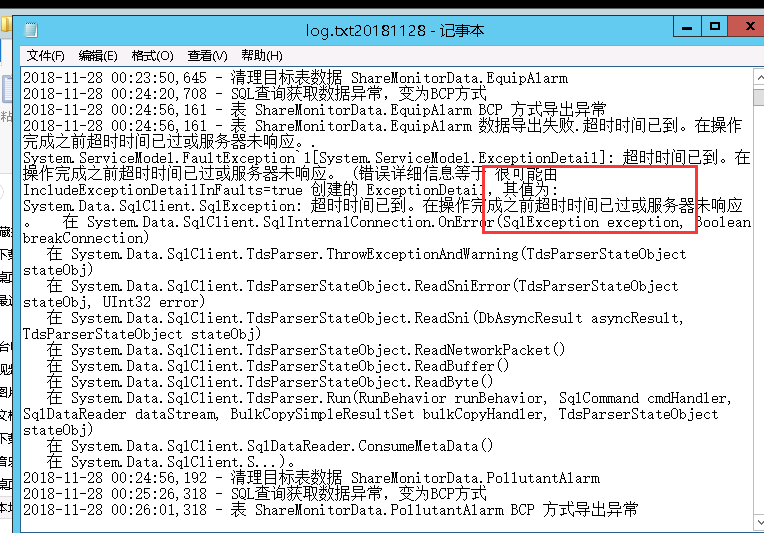 log.txt20181128 - 记事本
文件(F) 编辑(E) 格式(O) 查看(V) 帮助(H)
2018-11-28 00:23:50,645 - 清理目标表数据 ShareMonitorData.EquipAlarm
2018-11-28 00:24:20,708 - SQL查询获取数据异常，变为BCP方式
2018-11-28 00:24:56,161 - 表 ShareMonitorData.EquipAlarm BCP 方式导出异常
2018-11-28 00:24:56,161 - 表 ShareMonitorData.EquipAlarm 数据导出失败.超时时间已到。在操作
完成之前超时时间已过或服务器未响应。.
System.ServiceModel.FaultException`1[System.ServiceModel.ExceptionDetail]: 超时时间已到。在
操作完成之前超时时间已过或服务器未响应。 (错误详细信息等于 很可能由
IncludeExceptionDetailInFaults=true 创建的 ExceptionDetail，其值为:
System.Data.SqlClient.SqlException: 超时时间已到。在操作完成之前超时时间已过或服务器未响应
。 在 System.Data.SqlClient.SqlInternalConnection.OnError(SqlException exception, Boolean
breakConnection)
在 System.Data.SqlClient.TdsParser.ThrowExceptionAndWarning(TdsParserStateObject
stateObj)
在 System.Data.SqlClient.TdsParserStateObject.ReadSniError(TdsParserStateObject
stateObj, UInt32 error)
在 System.Data.SqlClient.TdsParserStateObject.ReadSni(DbAsyncResult asyncResult,
TdsParserStateObject stateObj)
在 System.Data.SqlClient.TdsParserStateObject.ReadNetworkPacket()
在 System.Data.SqlClient.TdsParserStateObject.ReadBuffer()
在 System.Data.SqlClient.TdsParserStateObject.ReadByte()
在 System.Data.SqlClient.TdsParser.Run(RunBehavior runBehavior, SqlCommand cmdHandler,
SqlDataReader dataStream, BulkCopySimpleResultSet bulkCopyHandler, TdsParserStateObject
stateObj)
在 System.Data.SqlClient.SqlDataReader.ConsumeMetaData()
在 System.Data.SqlClient.S...)。
2018-11-28 00:24:56,192 - 清理目标表数据 ShareMonitorData.PollutantAlarm
2018-11-28 00:25:26,318 - SQL查询获取数据异常，变为BCP方式
2018-11-28 00:26:01,318 - 表 ShareMonitorData.PollutantAlarm BCP 方式导出异常